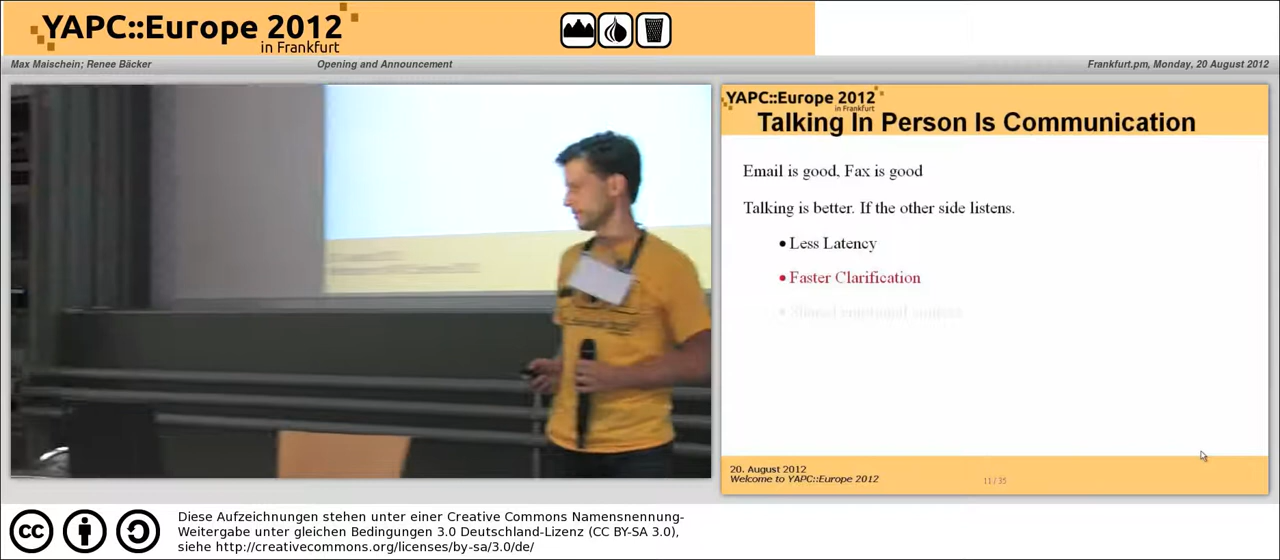 YAPC::Europe 2012
in Frankfurt
Max Maischein; Renee Bäcker
Opening and Announcement
Frankfurt.pm, Monday, 20 August 2012
YAPC::Europe 2012
in Frankfurt
Talking In Person Is Communication
Email is good, Fax is good
Talking is better. If the other side listens.
• Less Latency
• Faster Clarification
• Shared emotional context
20. August 2012
Welcome to YAPC::Europe 2012
11 / 35
cc
Diese Aufzeichnungen stehen unter einer Creative Commons Namensnennung-
Weitergabe unter gleichen Bedingungen 3.0 Deutschland-Lizenz (CC BY-SA 3.0),
siehe http://creativecommons.org/licenses/by-sa/3.0/de/